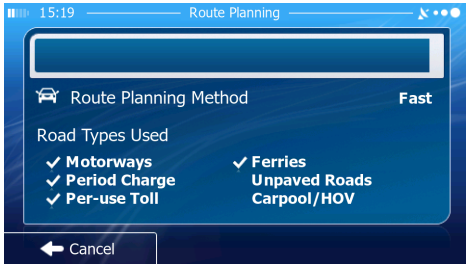 15:19 Route Planning
Route Planning Method Fast
Road Types Used
Motorways Ferries
Period Charge Unpaved Roads
Per-use Toll Carpool/HOV
Cancel